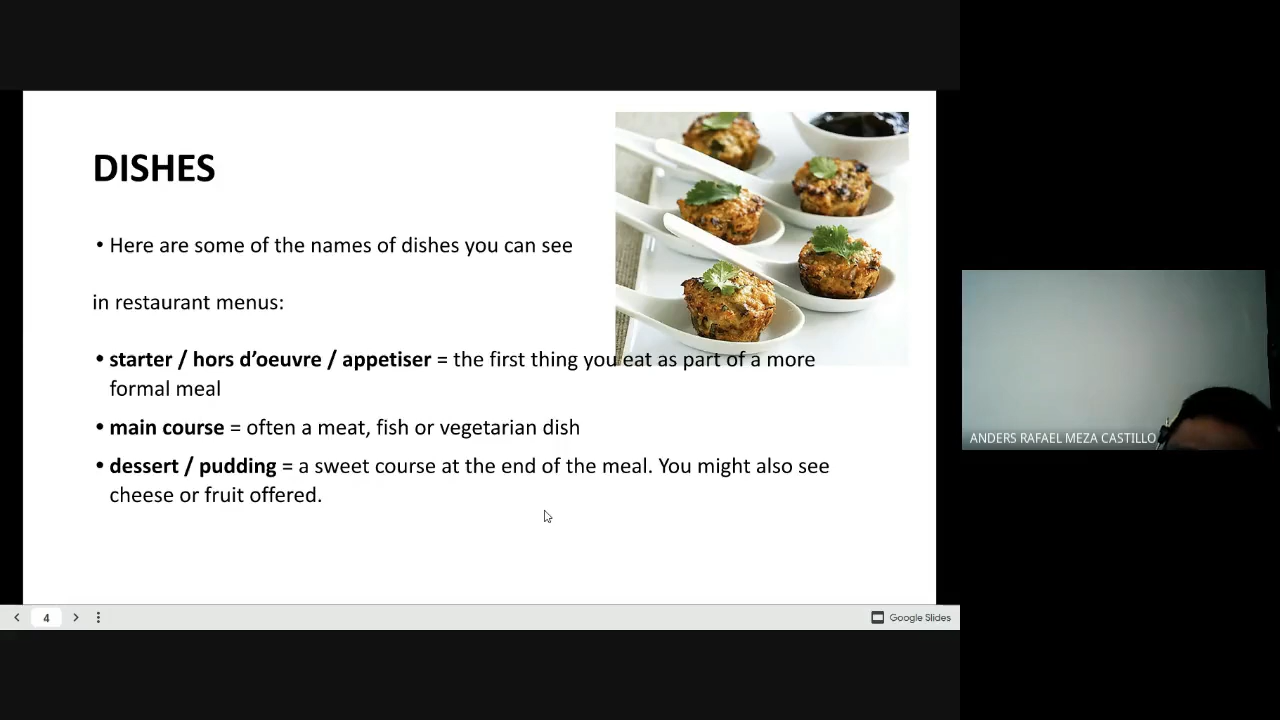 DISHES
• Here are some of the names of dishes you can see
in restaurant menus:
• starter / hors d’oeuvre / appetiser = the first thing you eat as part of a more
formal meal
• main course = often a meat, fish or vegetarian dish
• dessert / pudding = a sweet course at the end of the meal. You might also see
cheese or fruit offered.
ANDERS RAFAEL MEZA CASTILLO
4
Google Slides